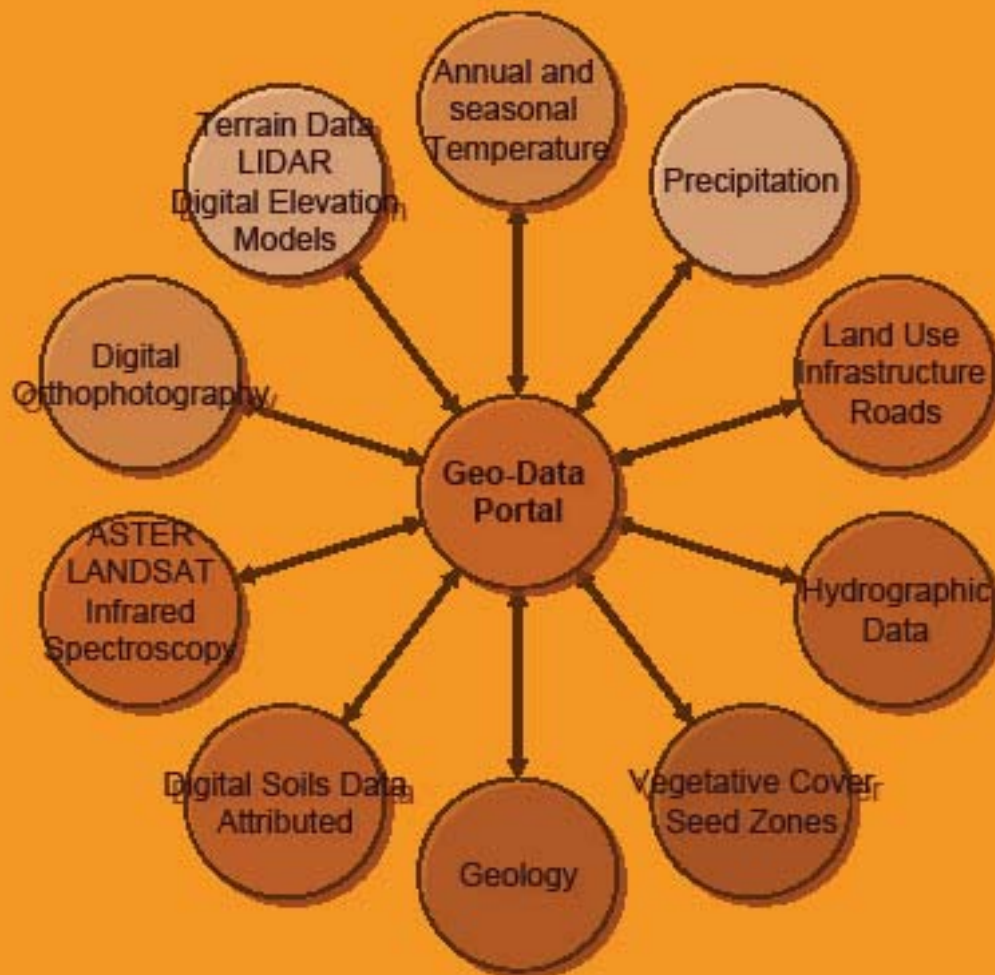 Annual and
seasonal
Temperature
Terrain Data
LIDAR
Digital Elevation
Models
Precipitation
Digital
Orthophotography
Land Use
Infrastructure
Roads
Geo-Data
Portal
ASTER
LANDSAT
Infrared
Spectroscopy
Hydrographic
Data
Digital Soils Data
Attributed
Vegetative Cover
Seed Zones
Geology